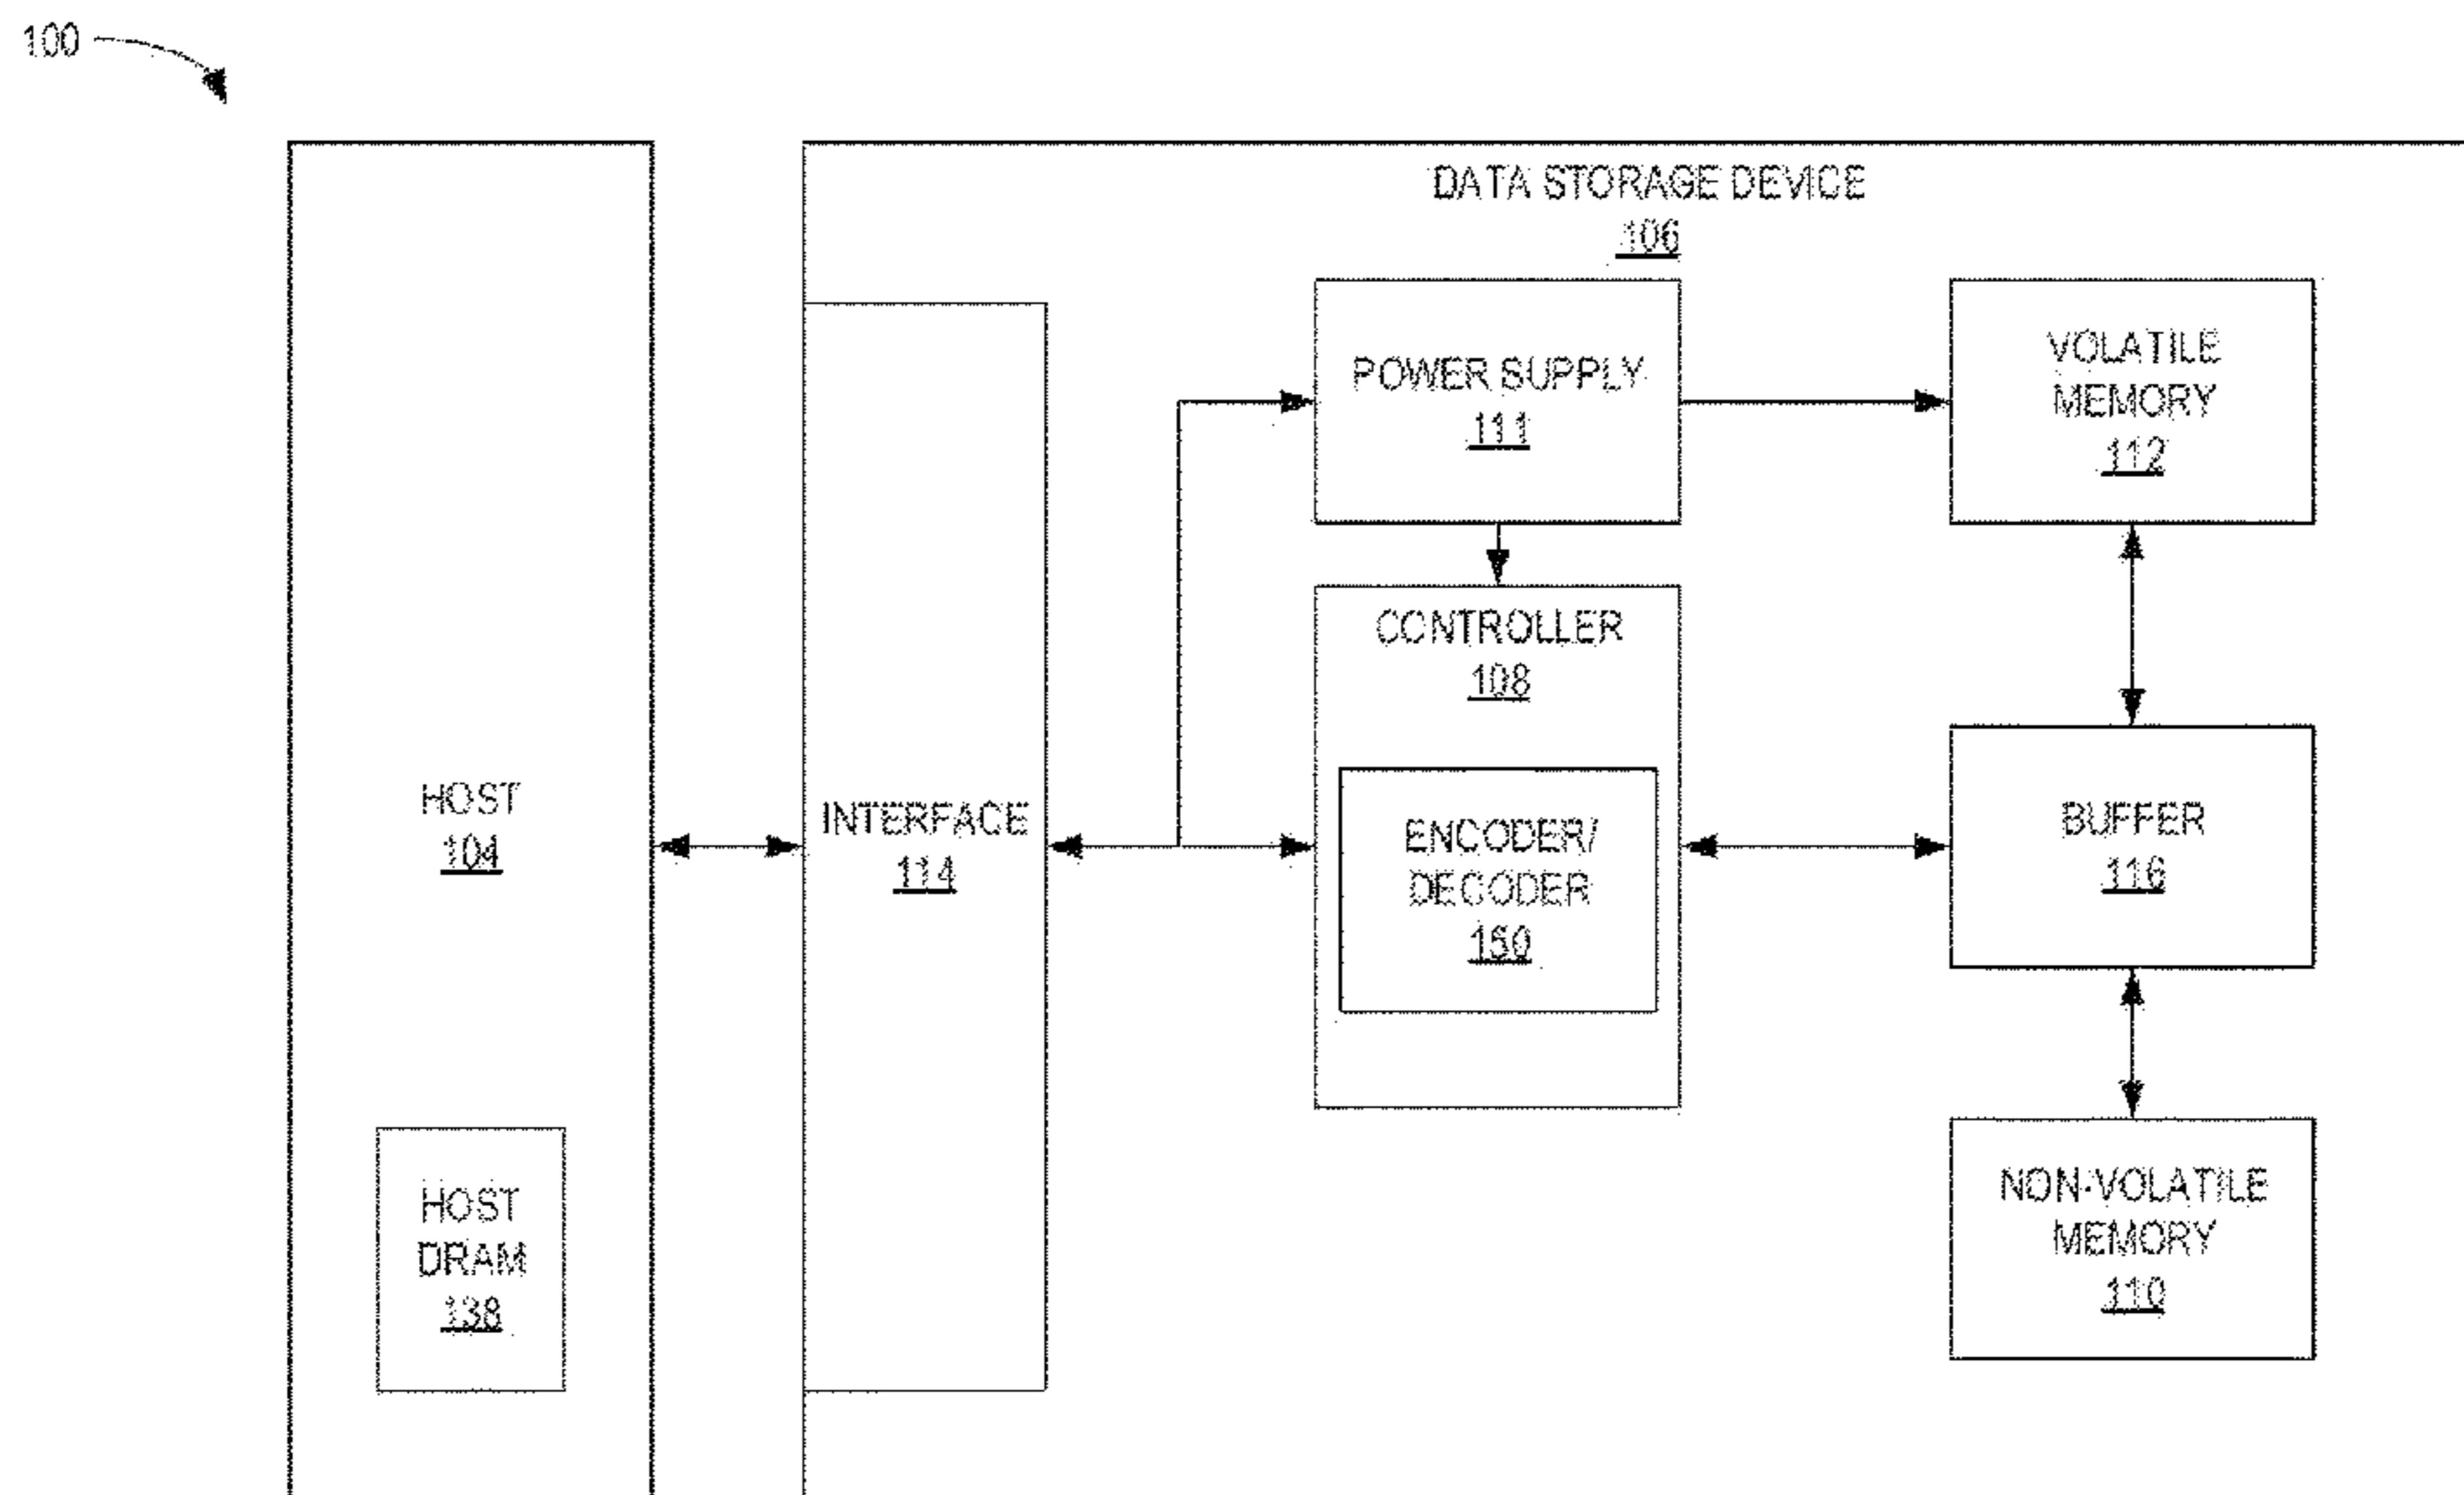 100
DATA STORAGE DEVICE
106
POWER SUPPLY
111
VOLATILE
MEMORY
112
CONTROLLER
108
HOST
104
INTERFACE
114
ENCODER/
DECODER
150
BUFFER
116
HOST
DRAM
138
NON-VOLATILE
MEMORY
110